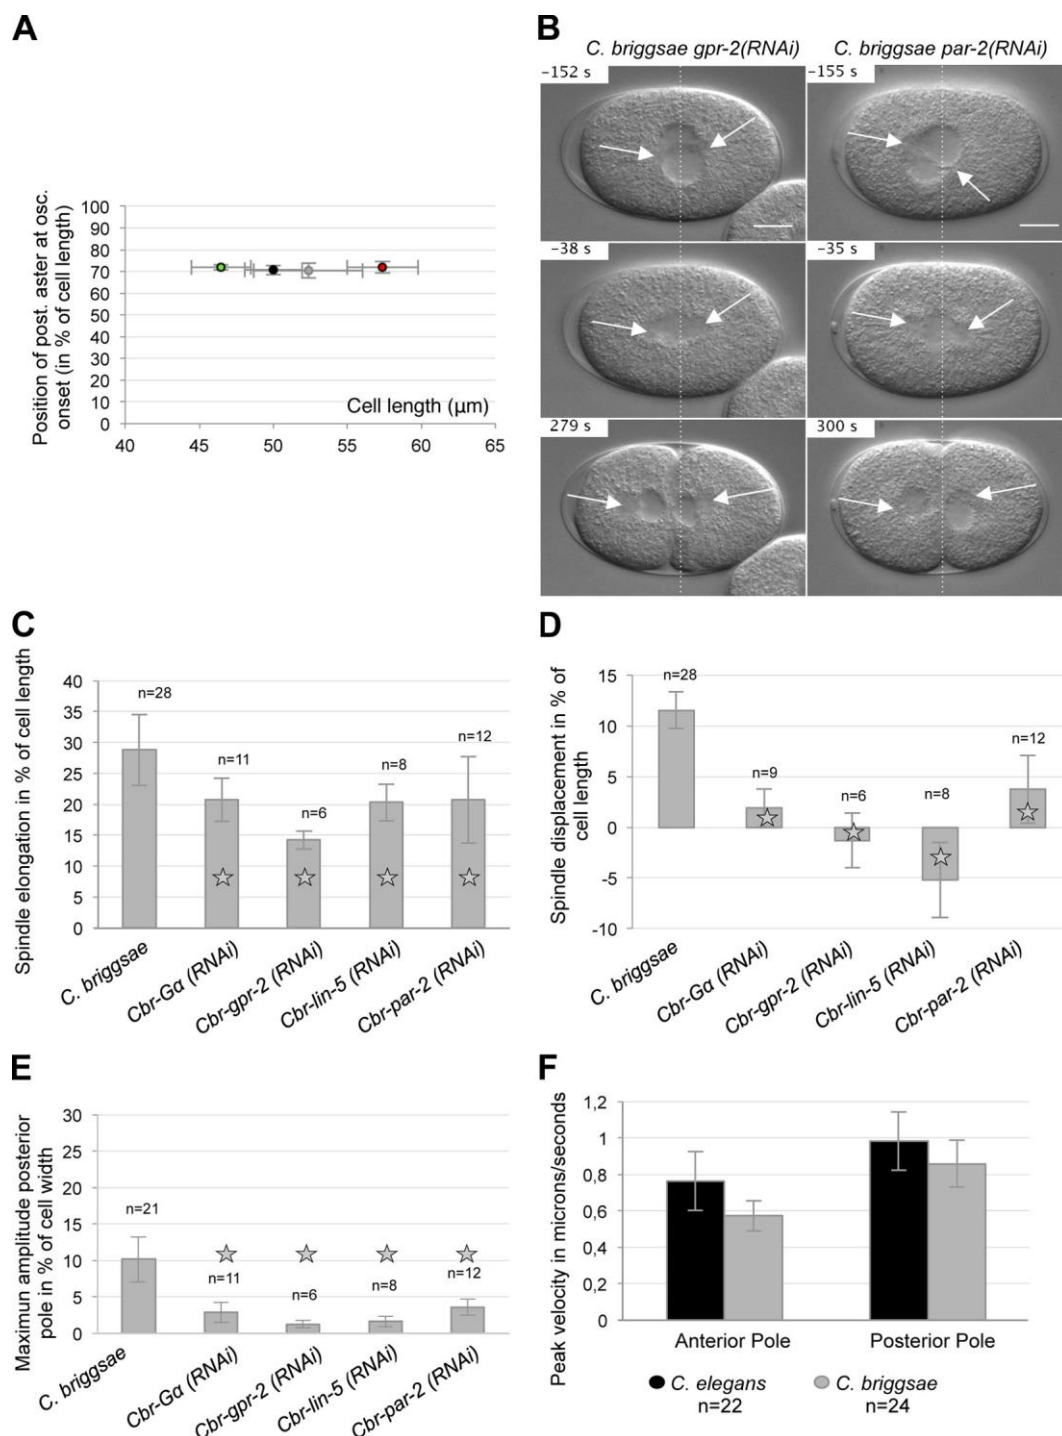 A
Position of post. aster at osc.
onset (in % of cell length)
100
90
80
70
60
50
40
30
20
10
0
Cell length (µm)
40 45 50 55 60 65
B
C. briggsae gpr-2(RNAi) C. briggsae par-2(RNAi)
-152 s -155 s
-38 s -35 s
279 s 300 s
C
Spindle elongation in % of cell length
40
35
30
25
20
15
10
5
0
n=28
n=11
n=6
n=8
n=12
C. briggsae
Cbr-Gα (RNAi)
Cbr-gpr-2 (RNAi)
Cbr-lin-5 (RNAi)
Cbr-par-2 (RNAi)
D
Spindle displacement in % of
cell length
15
10
5
0
-5
-10
n=28
n=9
n=6
n=8
n=12
C. briggsae
Cbr-Gα (RNAi)
Cbr-gpr-2 (RNAi)
Cbr-lin-5 (RNAi)
Cbr-par-2 (RNAi)
E
Maximun amplitude posterior
pole in % of cell width
30
25
20
15
10
5
0
n=21
n=11
n=6
n=8
n=12
C. briggsae
Cbr-Gα (RNAi)
Cbr-gpr-2 (RNAi)
Cbr-lin-5 (RNAi)
Cbr-par-2 (RNAi)
F
Peak velocity in microns/seconds
1,2
1
0,8
0,6
0,4
0,2
0
Anterior Pole Posterior Pole
C. elegans C. briggsae
n=22 n=24